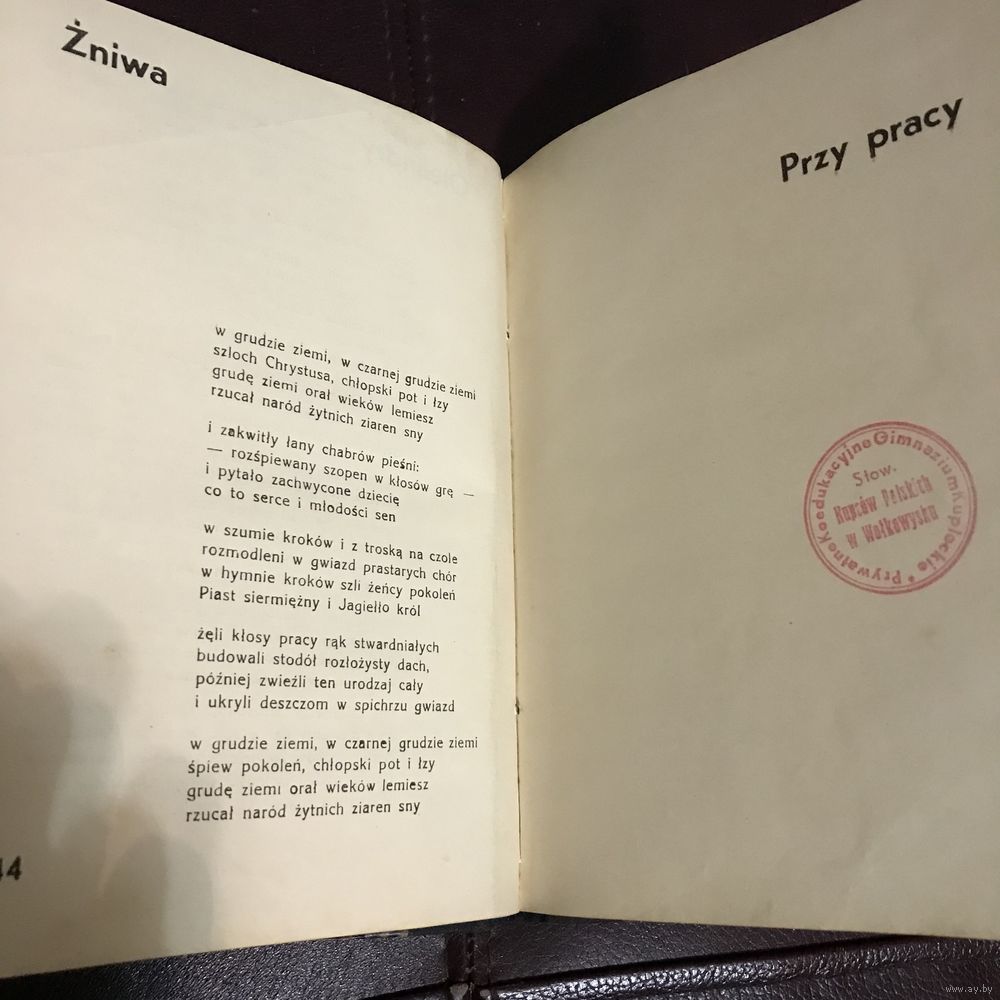 Żniwa
w grudzie ziemi, w czarnej grudzie ziemi
szloch Chrystusa, chłopski pot i łzy
grudę ziemi orał wieków lemiesz
rzucał naród żytnich ziaren sny
i zakwitły łany chabrów pieśni:
— rozśpiewany szopen w kłosów grę —
i pytało zachwycone dziecię
co to serce i młodości sen
w szumie kroków i z troską na czole
rozmodleni w gwiazd prastarych chór
w hymnie kroków szli żeńcy pokoleń
Piast siermiężny i Jagiełło król
żęli kłosy pracy rąk stwardniałych
budowali stodół rozłożysty dach,
później zwieźli ten urodzaj cały
i ukryli deszczom w spichrzu gwiazd
w grudzie ziemi, w czarnej grudzie ziemi
śpiew pokoleń, chłopski pot i łzy
grudę ziemi orał wieków lemiesz
rzucał naród żytnich ziaren sny
44
Przy pracy
Prywatne Koedukacyjne Gimnazjum Kupieckie *
Stow.
Kupców Polskich
w Wołkowysku
www.ay.by